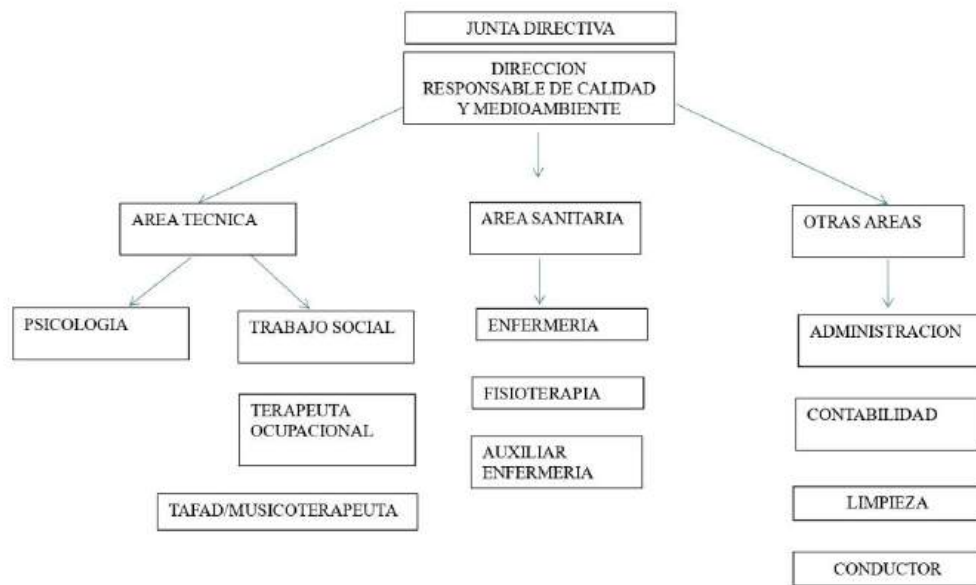 JUNTA DIRECTIVA
DIRECCION
RESPONSABLE DE CALIDAD
Y MEDIOAMBIENTE
AREA TECNICA
AREA SANITARIA
OTRAS AREAS
PSICOLOGIA
TRABAJO SOCIAL
ENFERMERIA
ADMINISTRACION
TERAPEUTA
OCUPACIONAL
FISIOTERAPIA
CONTABILIDAD
AUXILIAR
ENFERMERIA
TAFAD/MUSICOTERAPEUTA
LIMPIEZA
CONDUCTOR